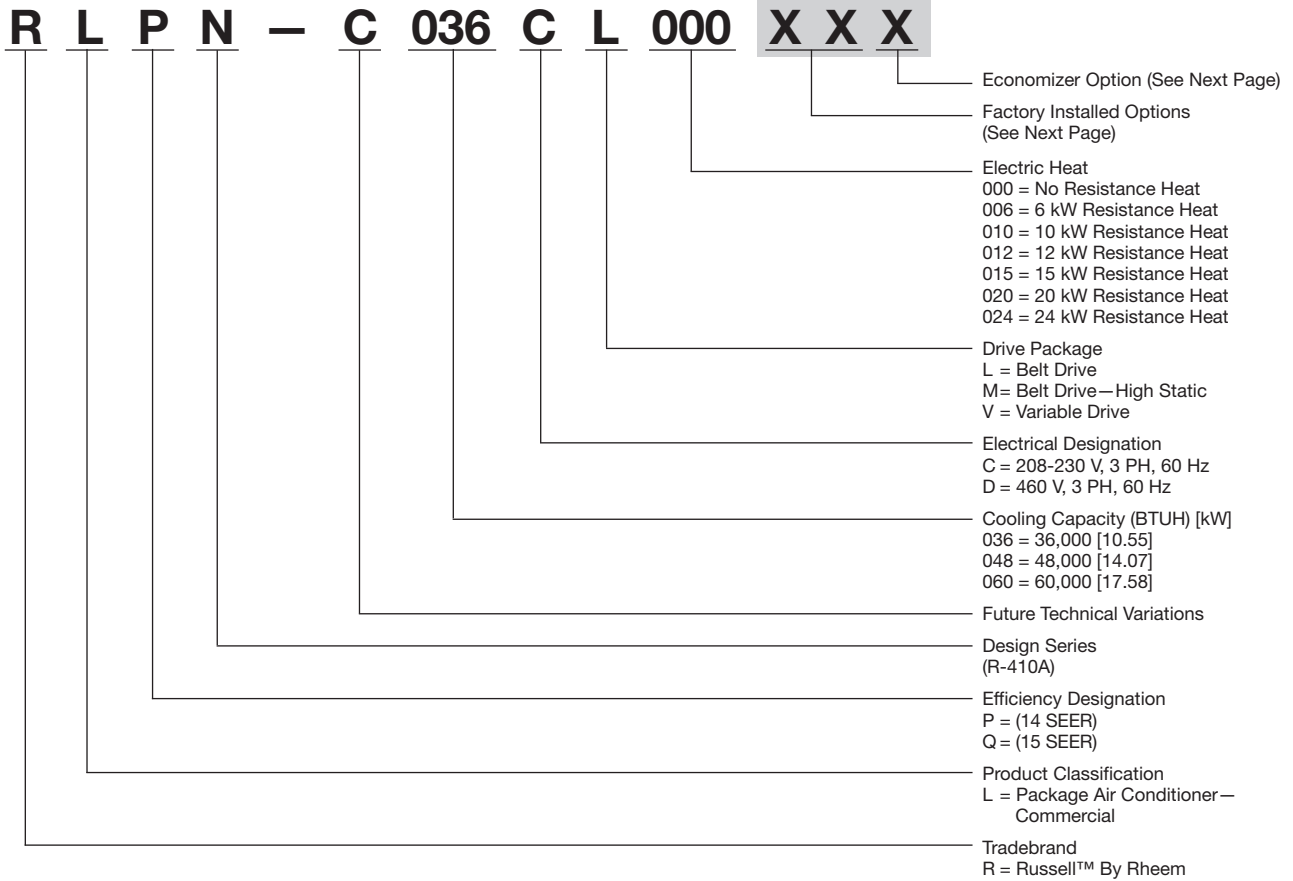 R L P N — C 036 C L 000 X X X
Economizer Option (See Next Page)
Factory Installed Options
(See Next Page)
Electric Heat
000 = No Resistance Heat
006 = 6 kW Resistance Heat
010 = 10 kW Resistance Heat
012 = 12 kW Resistance Heat
015 = 15 kW Resistance Heat
020 = 20 kW Resistance Heat
024 = 24 kW Resistance Heat
Drive Package
L = Belt Drive
M= Belt Drive—High Static
V = Variable Drive
Electrical Designation
C = 208-230 V, 3 PH, 60 Hz
D = 460 V, 3 PH, 60 Hz
Cooling Capacity (BTUH) [kW]
036 = 36,000 [10.55]
048 = 48,000 [14.07]
060 = 60,000 [17.58]
Future Technical Variations
Design Series
(R-410A)
Efficiency Designation
P = (14 SEER)
Q = (15 SEER)
Product Classification
L = Package Air Conditioner—
Commercial
Tradebrand
R = Russell™ By Rheem